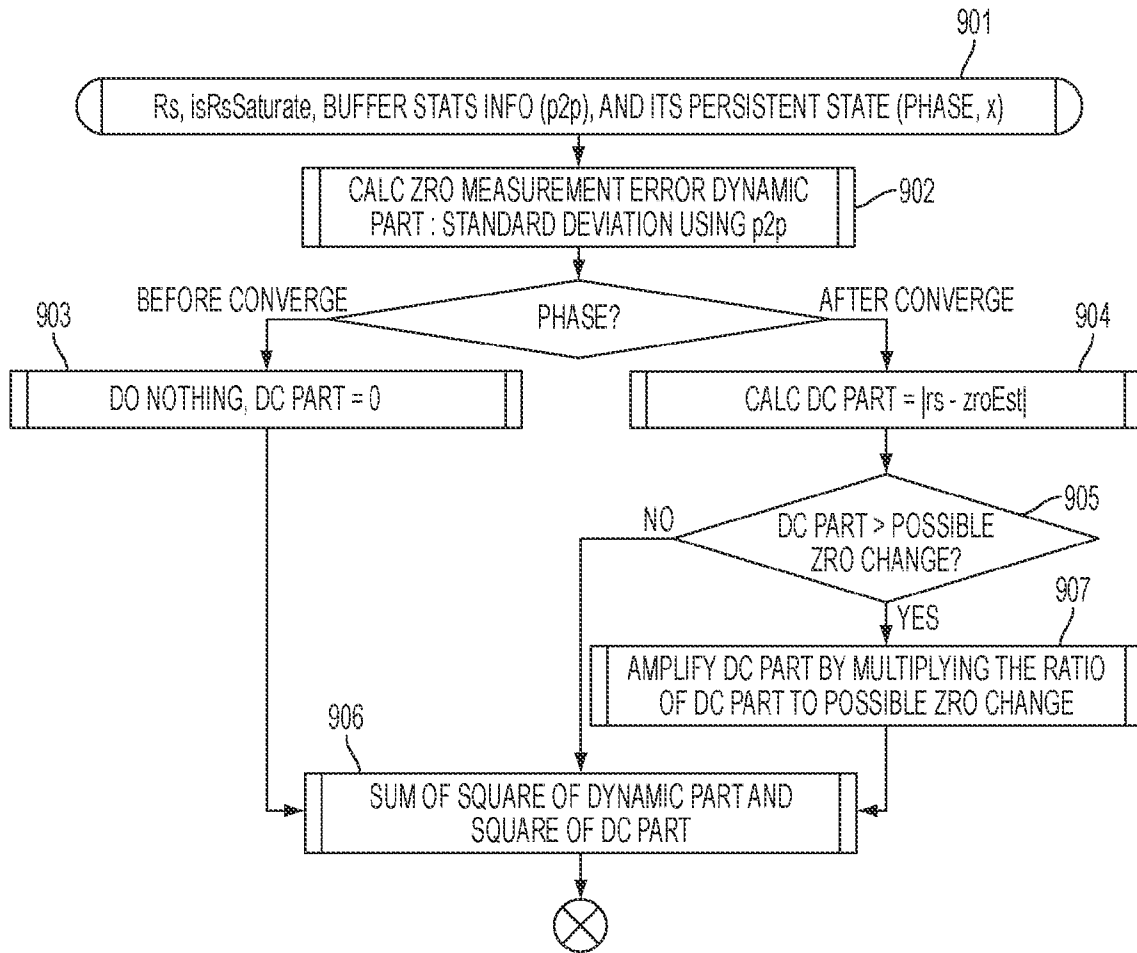 901
Rs, isRsSaturate, BUFFER STATS INFO (p2p), AND ITS PERSISTENT STATE (PHASE, x)
CALC ZRO MEASUREMENT ERROR DYNAMIC
PART : STANDARD DEVIATION USING p2p
902
BEFORE CONVERGE
PHASE?
AFTER CONVERGE
903
904
DO NOTHING, DC PART = 0
CALC DC PART = |rs - zroEst|
905
NO
DC PART > POSSIBLE
ZRO CHANGE?
YES
907
AMPLIFY DC PART BY MULTIPLYING THE RATIO
OF DC PART TO POSSIBLE ZRO CHANGE
906
SUM OF SQUARE OF DYNAMIC PART AND
SQUARE OF DC PART